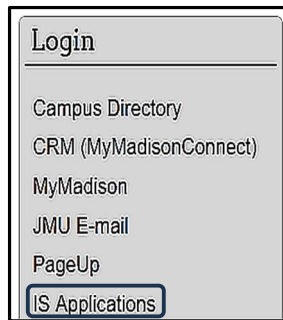 Login
Campus Directory
CRM (MyMadisonConnect)
MyMadison
JMU E-mail
PageUp
IS Applications